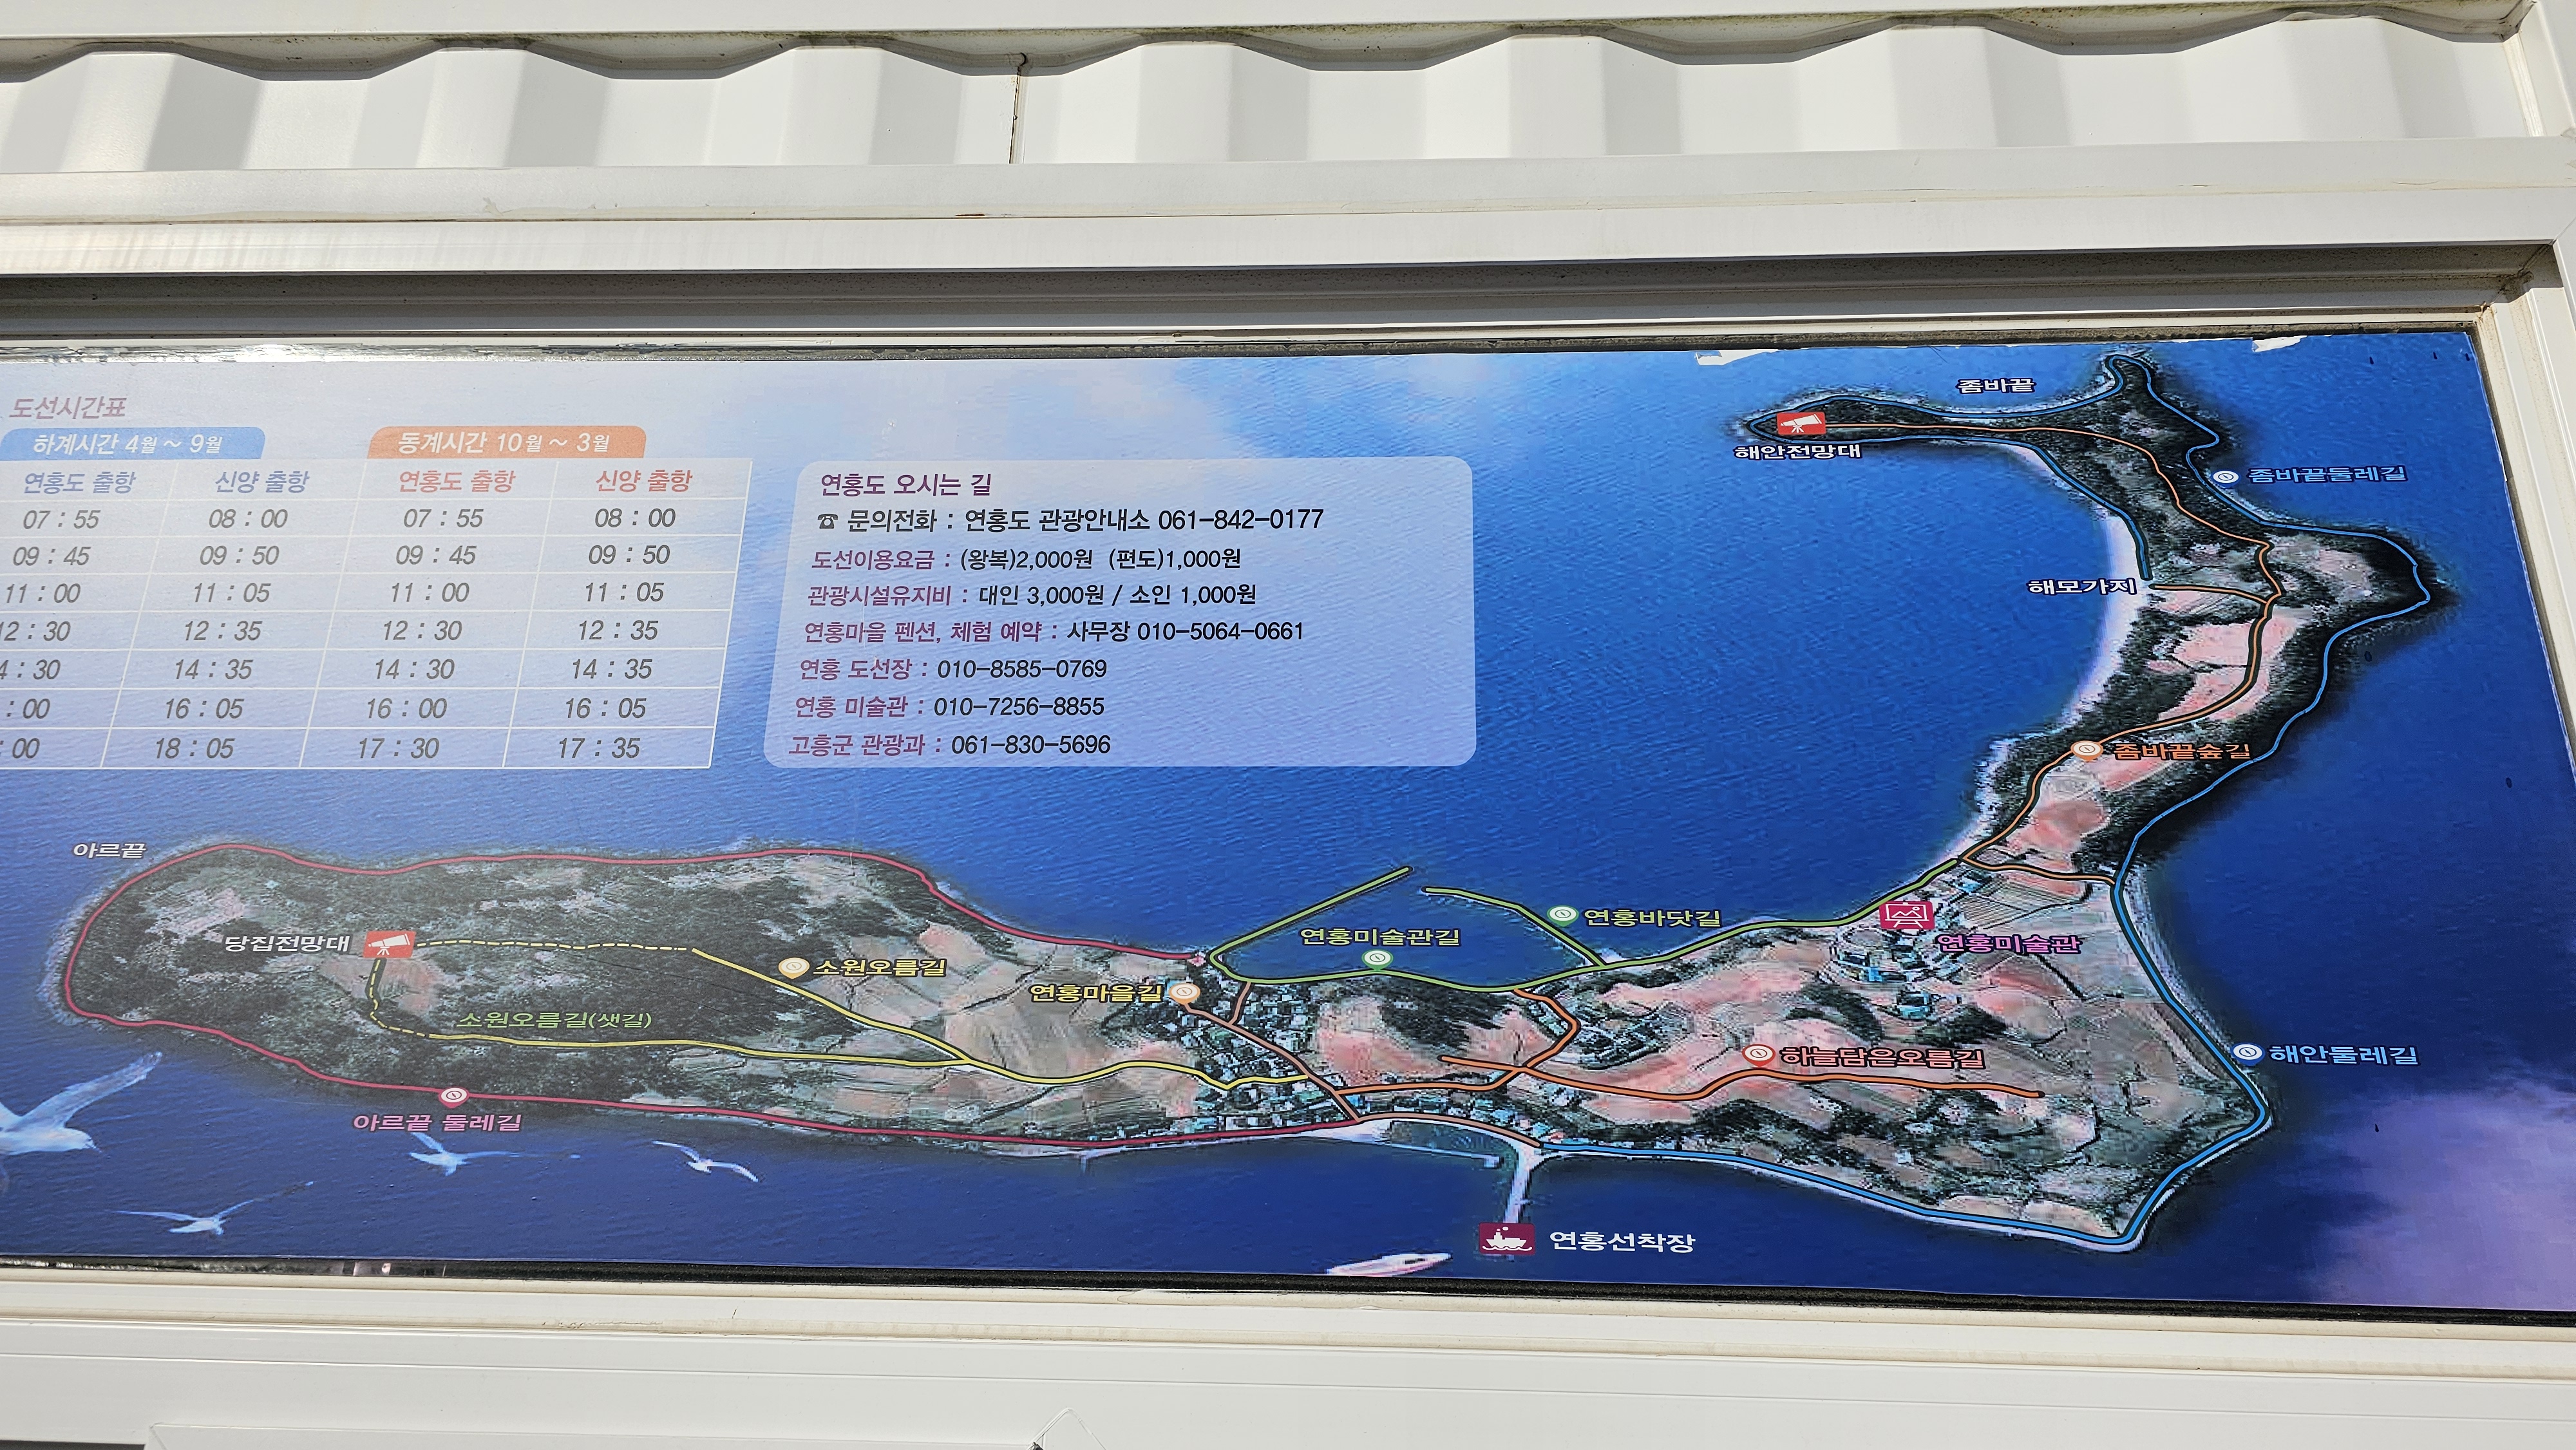 도선시간표
하계시간 4월 ~ 9월 동계시간 10월 ~ 3월
연홍도 출항 신양 출항 연홍도 출항 신양 출항
07 : 55 08 : 00 07 : 55 08 : 00
09 : 45 09 : 50 09 : 45 09 : 50
11 : 00 11 : 05 11 : 00 11 : 05
12 : 30 12 : 35 12 : 30 12 : 35
4 : 30 14 : 35 14 : 30 14 : 35
: 00 16 : 05 16 : 00 16 : 05
: 00 18 : 05 17 : 30 17 : 35
연홍도 오시는 길
☎ 문의전화 : 연홍도 관광안내소 061-842-0177
도선이용요금 : (왕복)2,000원 (편도)1,000원
관광시설유지비 : 대인 3,000원 / 소인 1,000원
연홍마을 펜션, 체험 예약 : 사무장 010-5064-0661
연홍 도선장 : 010-8585-0769
연홍 미술관 : 010-7256-8855
고흥군 관광과 : 061-830-5696
좀바끝
해안전망대
좀바끝둘레길
해모가지
좀바끝숲길
아르끝
당집전망대
소원오름길
소원오름길(샛길)
아르끝 둘레길
연홍마을길
연홍미술관길
연홍바닷길
연홍미술관
하늘담은오름길
해안둘레길
연홍선착장